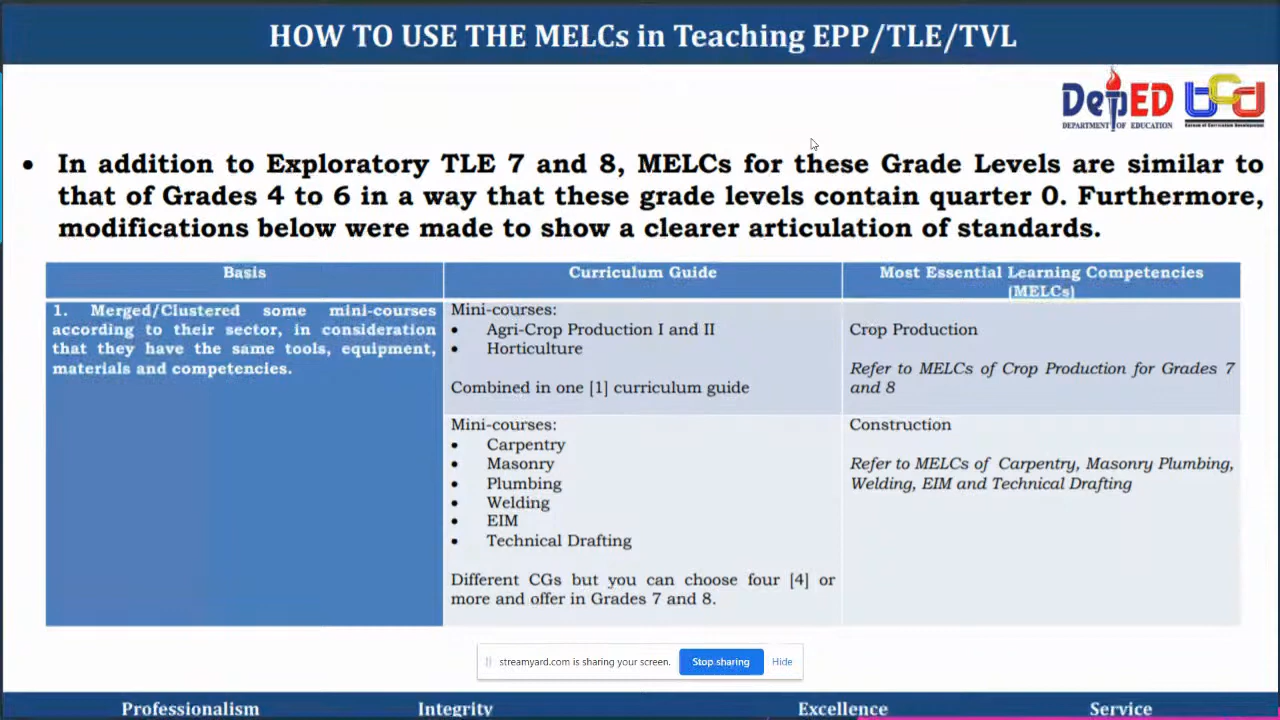 HOW TO USE THE MELCs in Teaching EPP/TLE/TVL
DepED
DEPARTMENT OF EDUCATION
bcd
Bureau of Curriculum Development
• In addition to Exploratory TLE 7 and 8, MELCs for these Grade Levels are similar to
that of Grades 4 to 6 in a way that these grade levels contain quarter 0. Furthermore,
modifications below were made to show a clearer articulation of standards.
Basis
Curriculum Guide
Most Essential Learning Competencies
(MELCs)
1. Merged/Clustered some mini-courses
according to their sector, in consideration
that they have the same tools, equipment,
materials and competencies.
Mini-courses:
• Agri-Crop Production I and II
• Horticulture
Combined in one [1] curriculum guide
Crop Production
Refer to MELCs of Crop Production for Grades 7
and 8
Mini-courses:
• Carpentry
• Masonry
• Plumbing
• Welding
• EIM
• Technical Drafting
Different CGs but you can choose four [4] or
more and offer in Grades 7 and 8.
Construction
Refer to MELCs of Carpentry, Masonry Plumbing,
Welding, EIM and Technical Drafting
streamyard.com is sharing your screen.
Stop sharing
Hide
Professionalism
Integrity
Excellence
Service